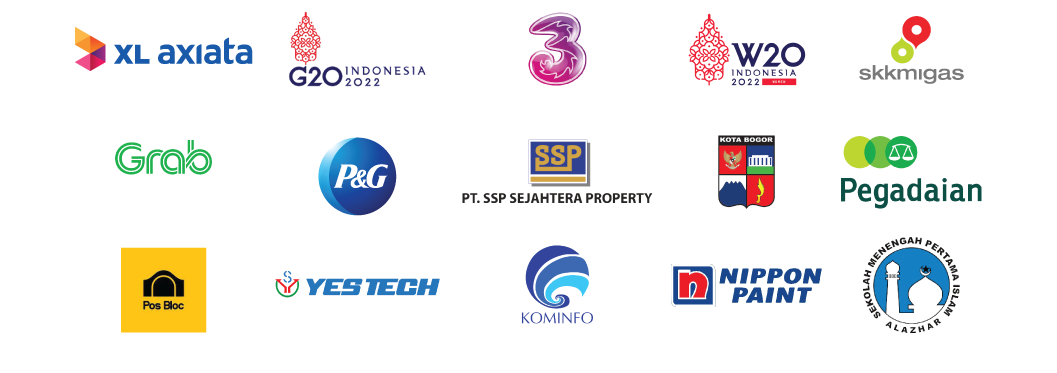 XL axiata
G20 INDONESIA
2022
3
W20
INDONESIA
2022
skkmigas
Grab
P&G
SSP
PT. SSP SEJAHTERA PROPERTY
KOTA BOGOR
Pegadaian
Pos Bloc
YES TECH
KOMINFO
n NIPPON
PAINT
SEKOLAH MENENGAH PERTAMA ISLAM
ALAZHAR